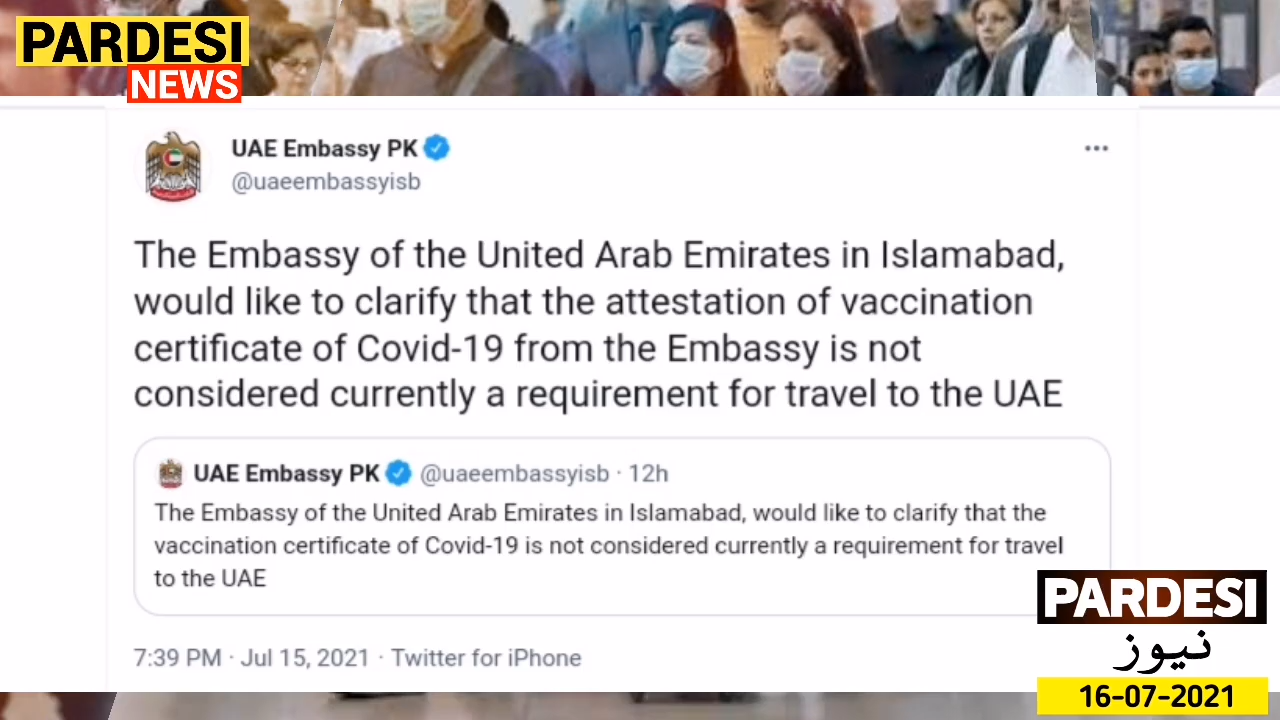 PARDESI
NEWS
UAE Embassy PK
@uaeembassyisb
The Embassy of the United Arab Emirates in Islamabad,
would like to clarify that the attestation of vaccination
certificate of Covid-19 from the Embassy is not
considered currently a requirement for travel to the UAE
UAE Embassy PK @uaeembassyisb · 12h
The Embassy of the United Arab Emirates in Islamabad, would like to clarify that the
vaccination certificate of Covid-19 is not considered currently a requirement for travel
to the UAE
7:39 PM · Jul 15, 2021 · Twitter for iPhone
PARDESI
نیوز
16-07-2021